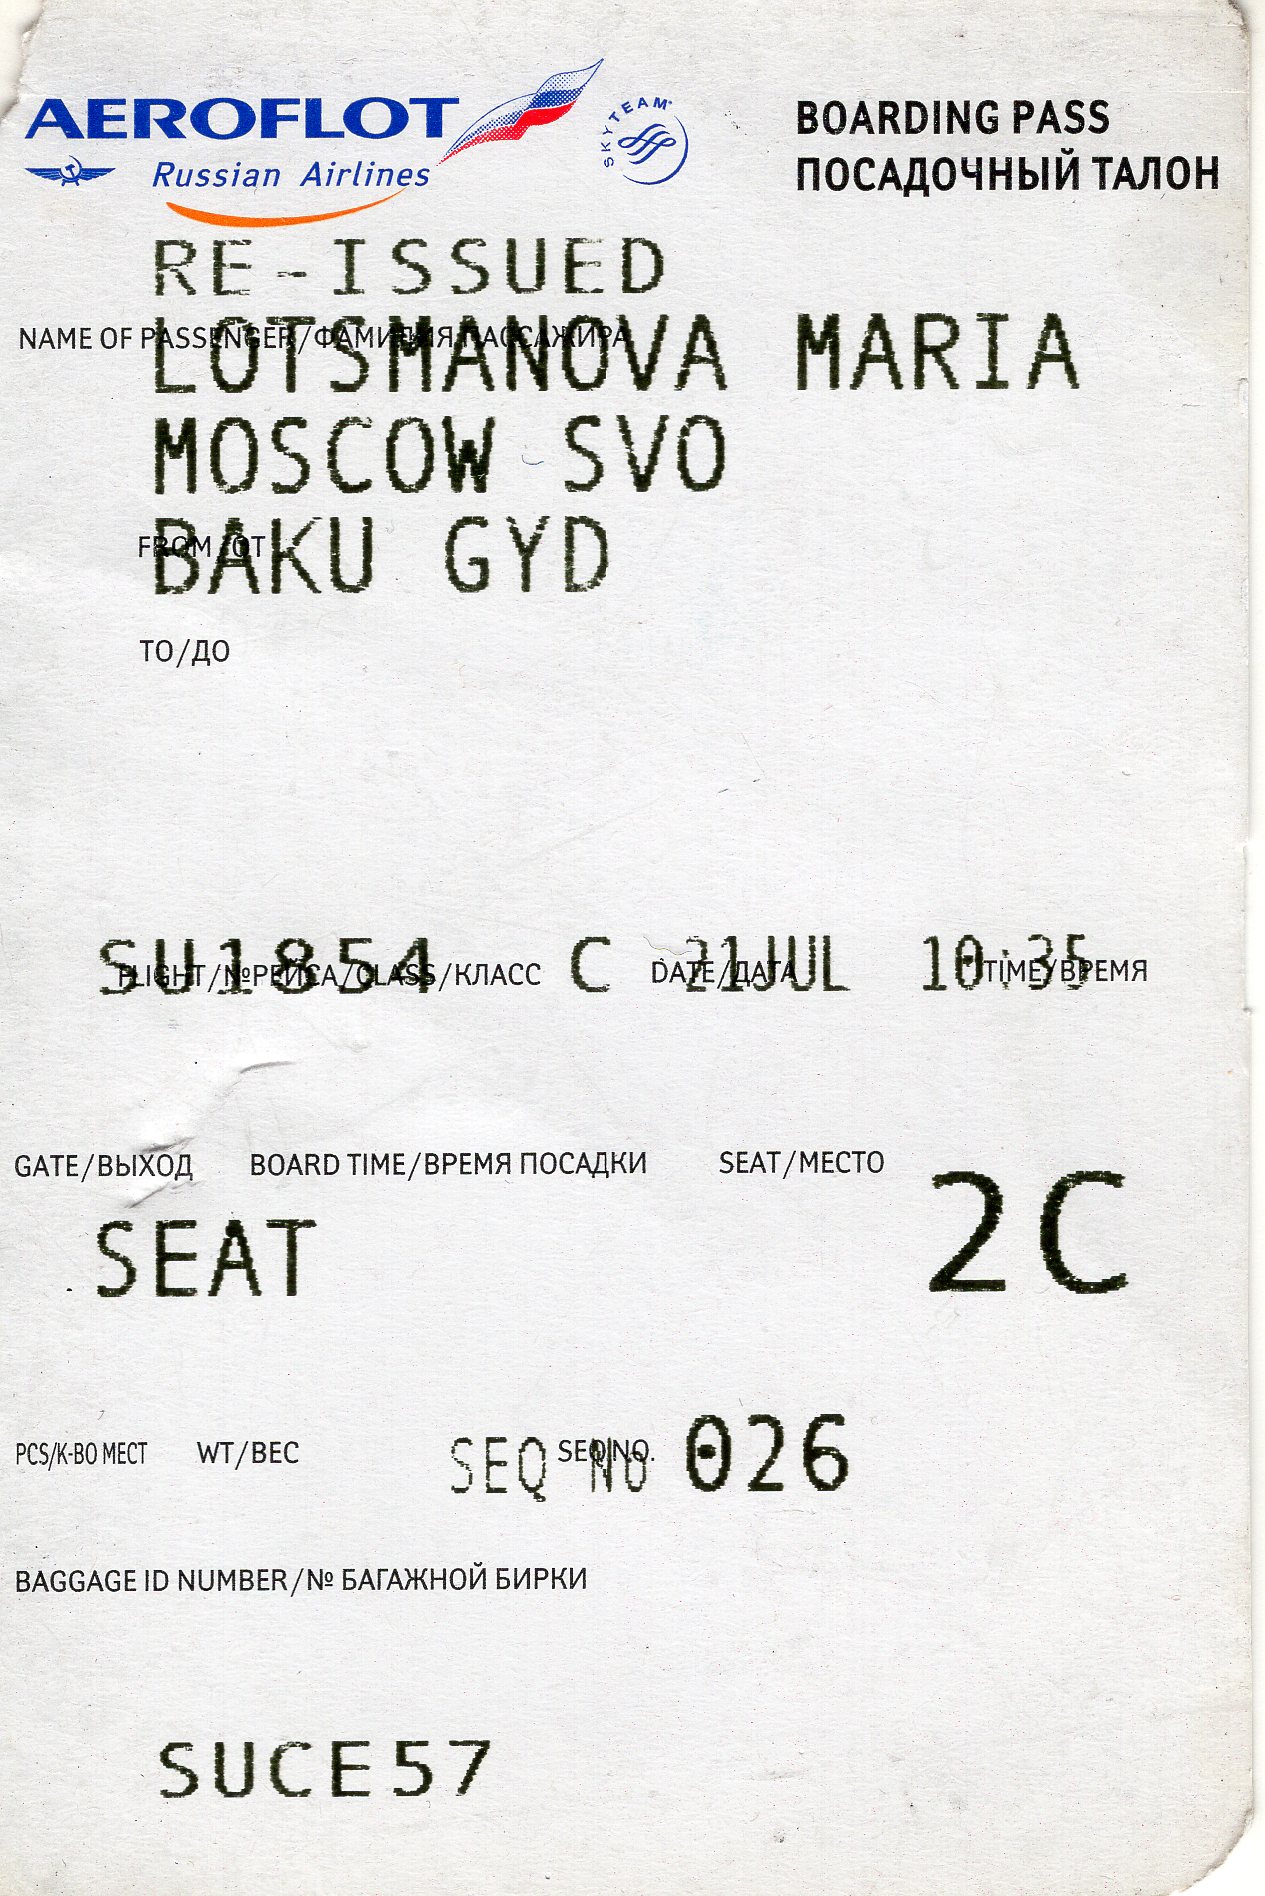 AEROFLOT
Russian Airlines
SKYTEAM
BOARDING PASS
ПОСАДОЧНЫЙ ТАЛОН
RE-ISSUED
NAME OF PASSENGER/ФАМИЛИЯ ПАССАЖИРА
LOTSMANOVA MARIA
MOSCOW SVO
FROM/ОТ
BAKU GYD
TO/ДО
SU1854 C 21JUL 10:35
FLIGHT/№РЕЙСА/CLASS/КЛАСС DATE/ДАТА TIME/ВРЕМЯ
GATE/ВЫХОД BOARD TIME/ВРЕМЯ ПОСАДКИ SEAT/МЕСТО
SEAT 2C
PCS/К-ВО МЕСТ WT/ВЕС SEQ.NO.
SEQ No 026
BAGGAGE ID NUMBER/№ БАГАЖНОЙ БИРКИ
SUCE57